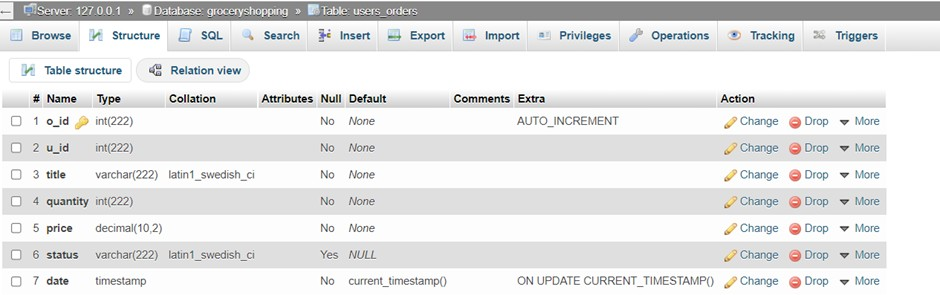 Server: 127.0.0.1 » Database: groceryshopping » Table: users_orders
Browse Structure SQL Search Insert Export Import Privileges Operations Tracking Triggers
Table structure Relation view
# Name Type Collation Attributes Null Default Comments Extra Action
1 o_id int(222) No None AUTO_INCREMENT Change Drop More
2 u_id int(222) No None Change Drop More
3 title varchar(222) latin1_swedish_ci No None Change Drop More
4 quantity int(222) No None Change Drop More
5 price decimal(10,2) No None Change Drop More
6 status varchar(222) latin1_swedish_ci Yes NULL Change Drop More
7 date timestamp No current_timestamp() ON UPDATE CURRENT_TIMESTAMP() Change Drop More